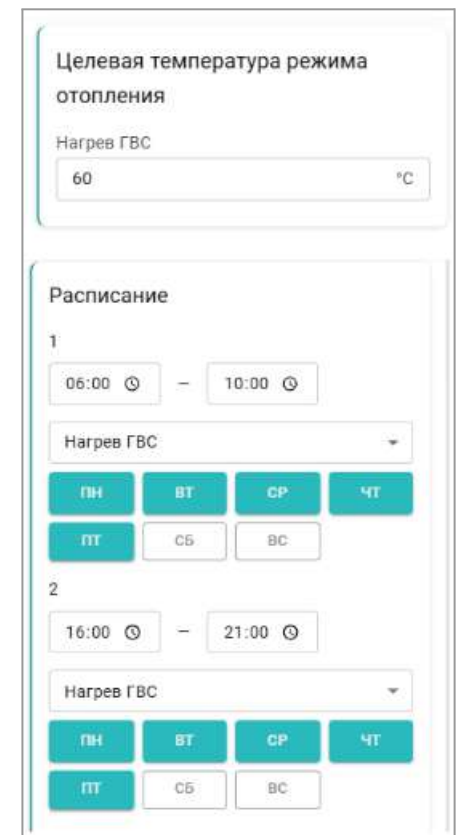 Целевая температура режима
отопления
Нагрев ГВС
60 °C
Расписание
1
06:00 – 10:00
Нагрев ГВС
ПН ВТ СР ЧТ
ПТ СБ ВС
2
16:00 – 21:00
Нагрев ГВС
ПН ВТ СР ЧТ
ПТ СБ ВС